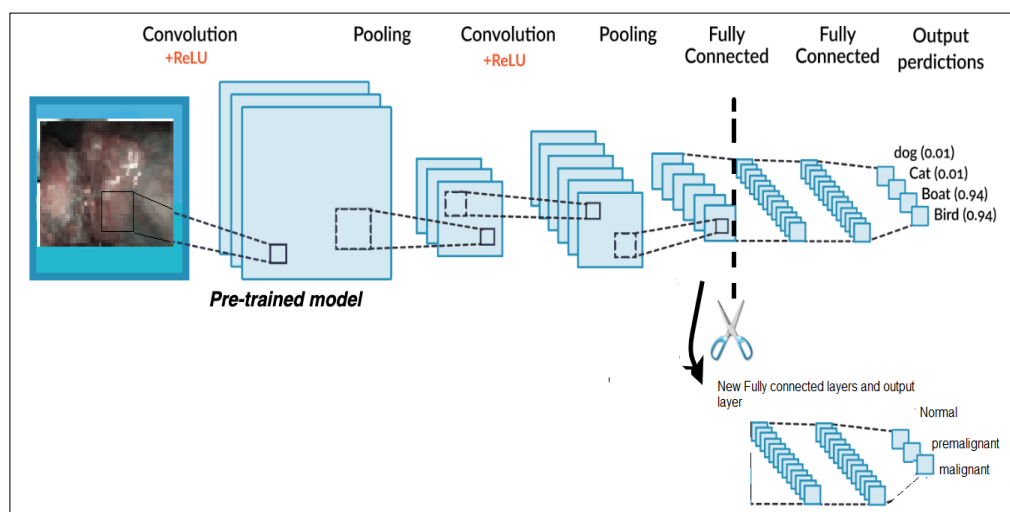 Convolution
+ReLU
Pooling
Convolution
+ReLU
Pooling
Fully
Connected
Fully
Connected
Output
perdictions
dog (0.01)
Cat (0.01)
Boat (0.94)
Bird (0.94)
Pre-trained model
New Fully connected layers and output
layer
Normal
premalignant
malignant